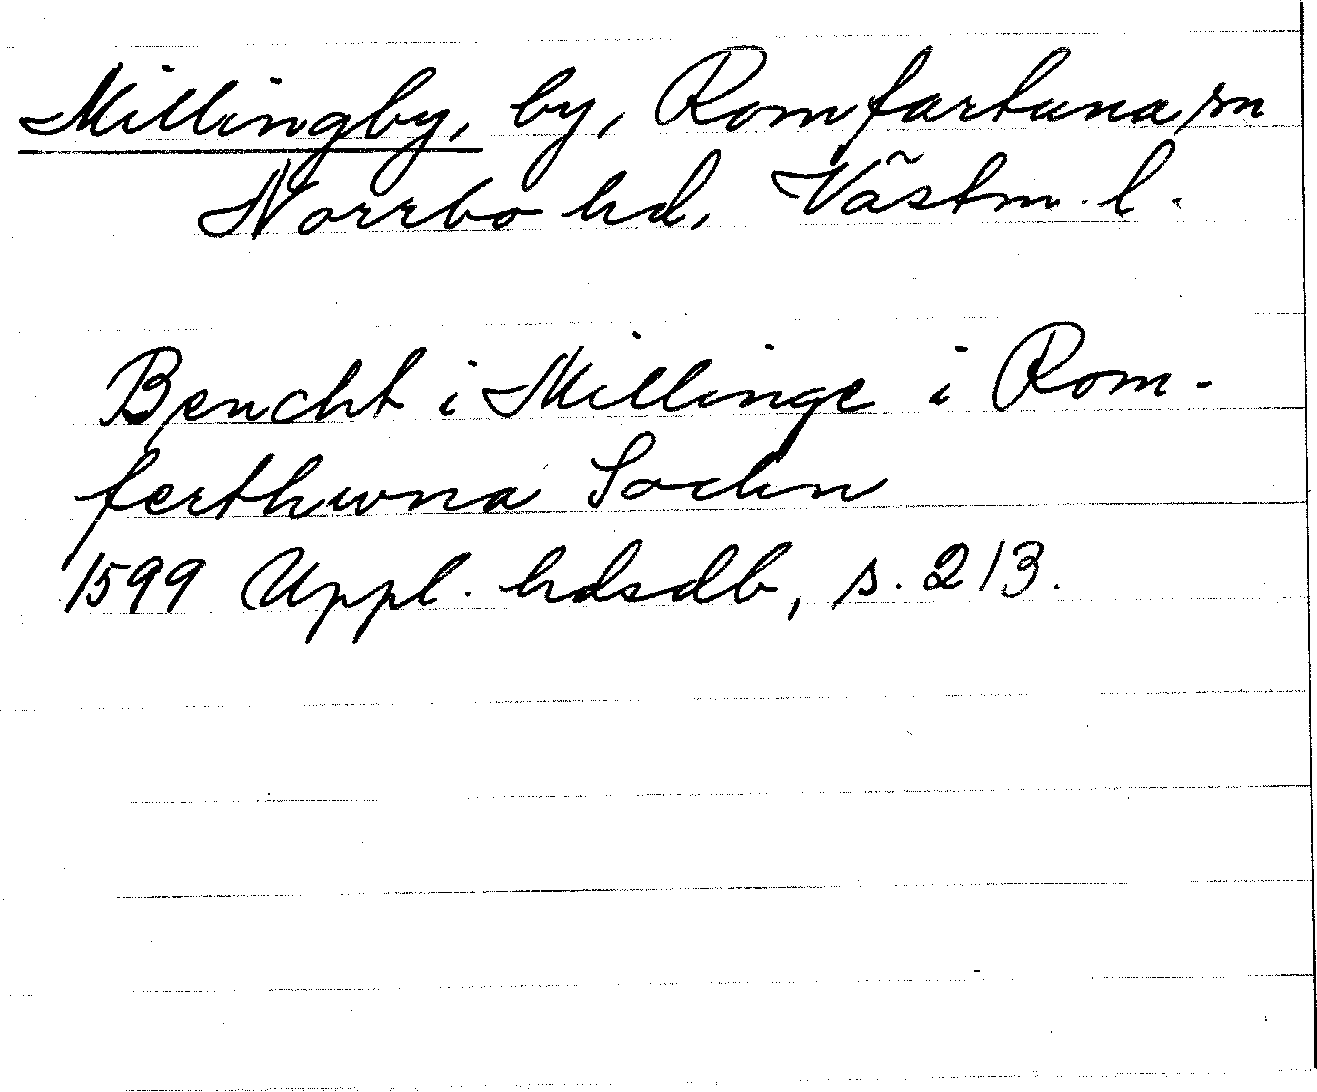 Millingby, by, Romfartuna sn
Norrbo hd, Västm. l.
Bencht i Millinge i Rom-
ferthuna Sochn
1599 Uppl. hdsdb, s. 213.